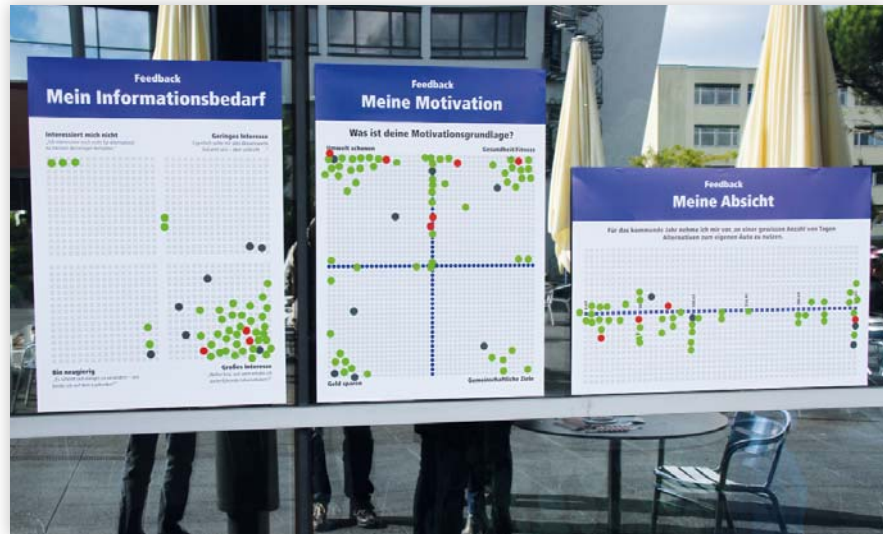 Feedback
Mein Informationsbedarf
Interessiert mich nicht
Geringes Interesse
Bin neugierig
Großes Interesse
Feedback
Meine Motivation
Was ist deine Motivationsgrundlage?
Umwelt schonen
Gesundheit/Fitness
Geld sparen
Gemeinschaftliche Ziele
Feedback
Meine Absicht
Für das kommende Jahr nehme ich mir vor, an einer gewissen Anzahl von Tagen
Alternativen zum eigenen Auto zu nutzen.